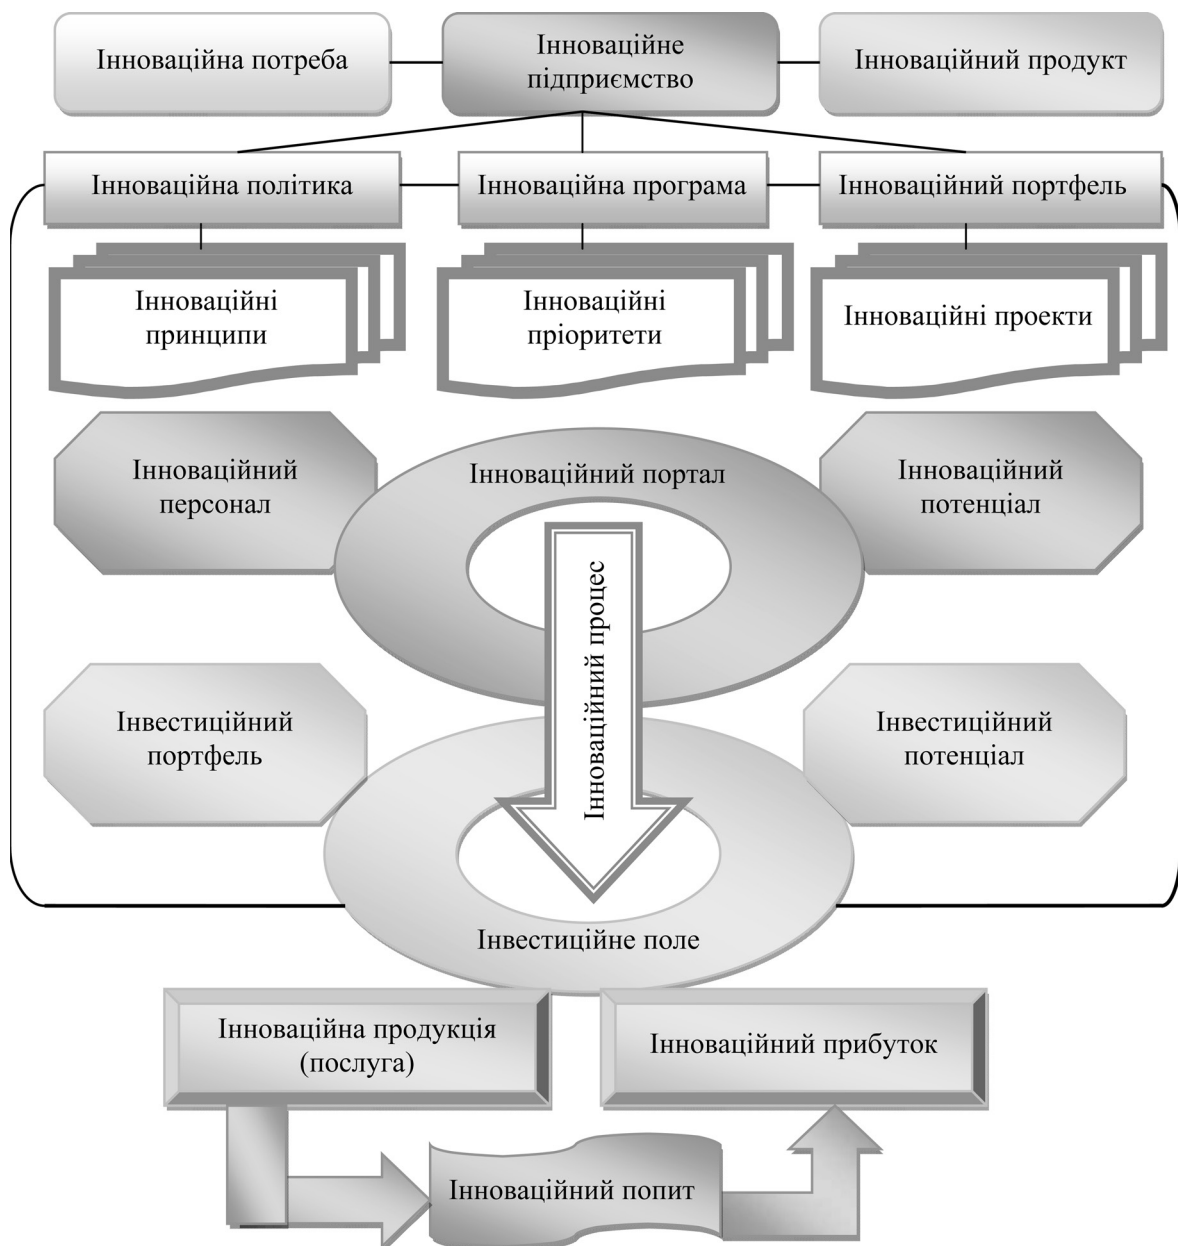 Інноваційна потреба
Інноваційне
підприємство
Інноваційний продукт
Інноваційна політика
Інноваційна програма
Інноваційний портфель
Інноваційні
принципи
Інноваційні
пріоритети
Інноваційні проекти
Інноваційний
персонал
Інноваційний портал
Інноваційний
потенціал
Інноваційний процес
Інвестиційний
портфель
Інвестиційний
потенціал
Інвестиційне поле
Інноваційна продукція
(послуга)
Інноваційний прибуток
Інноваційний попит